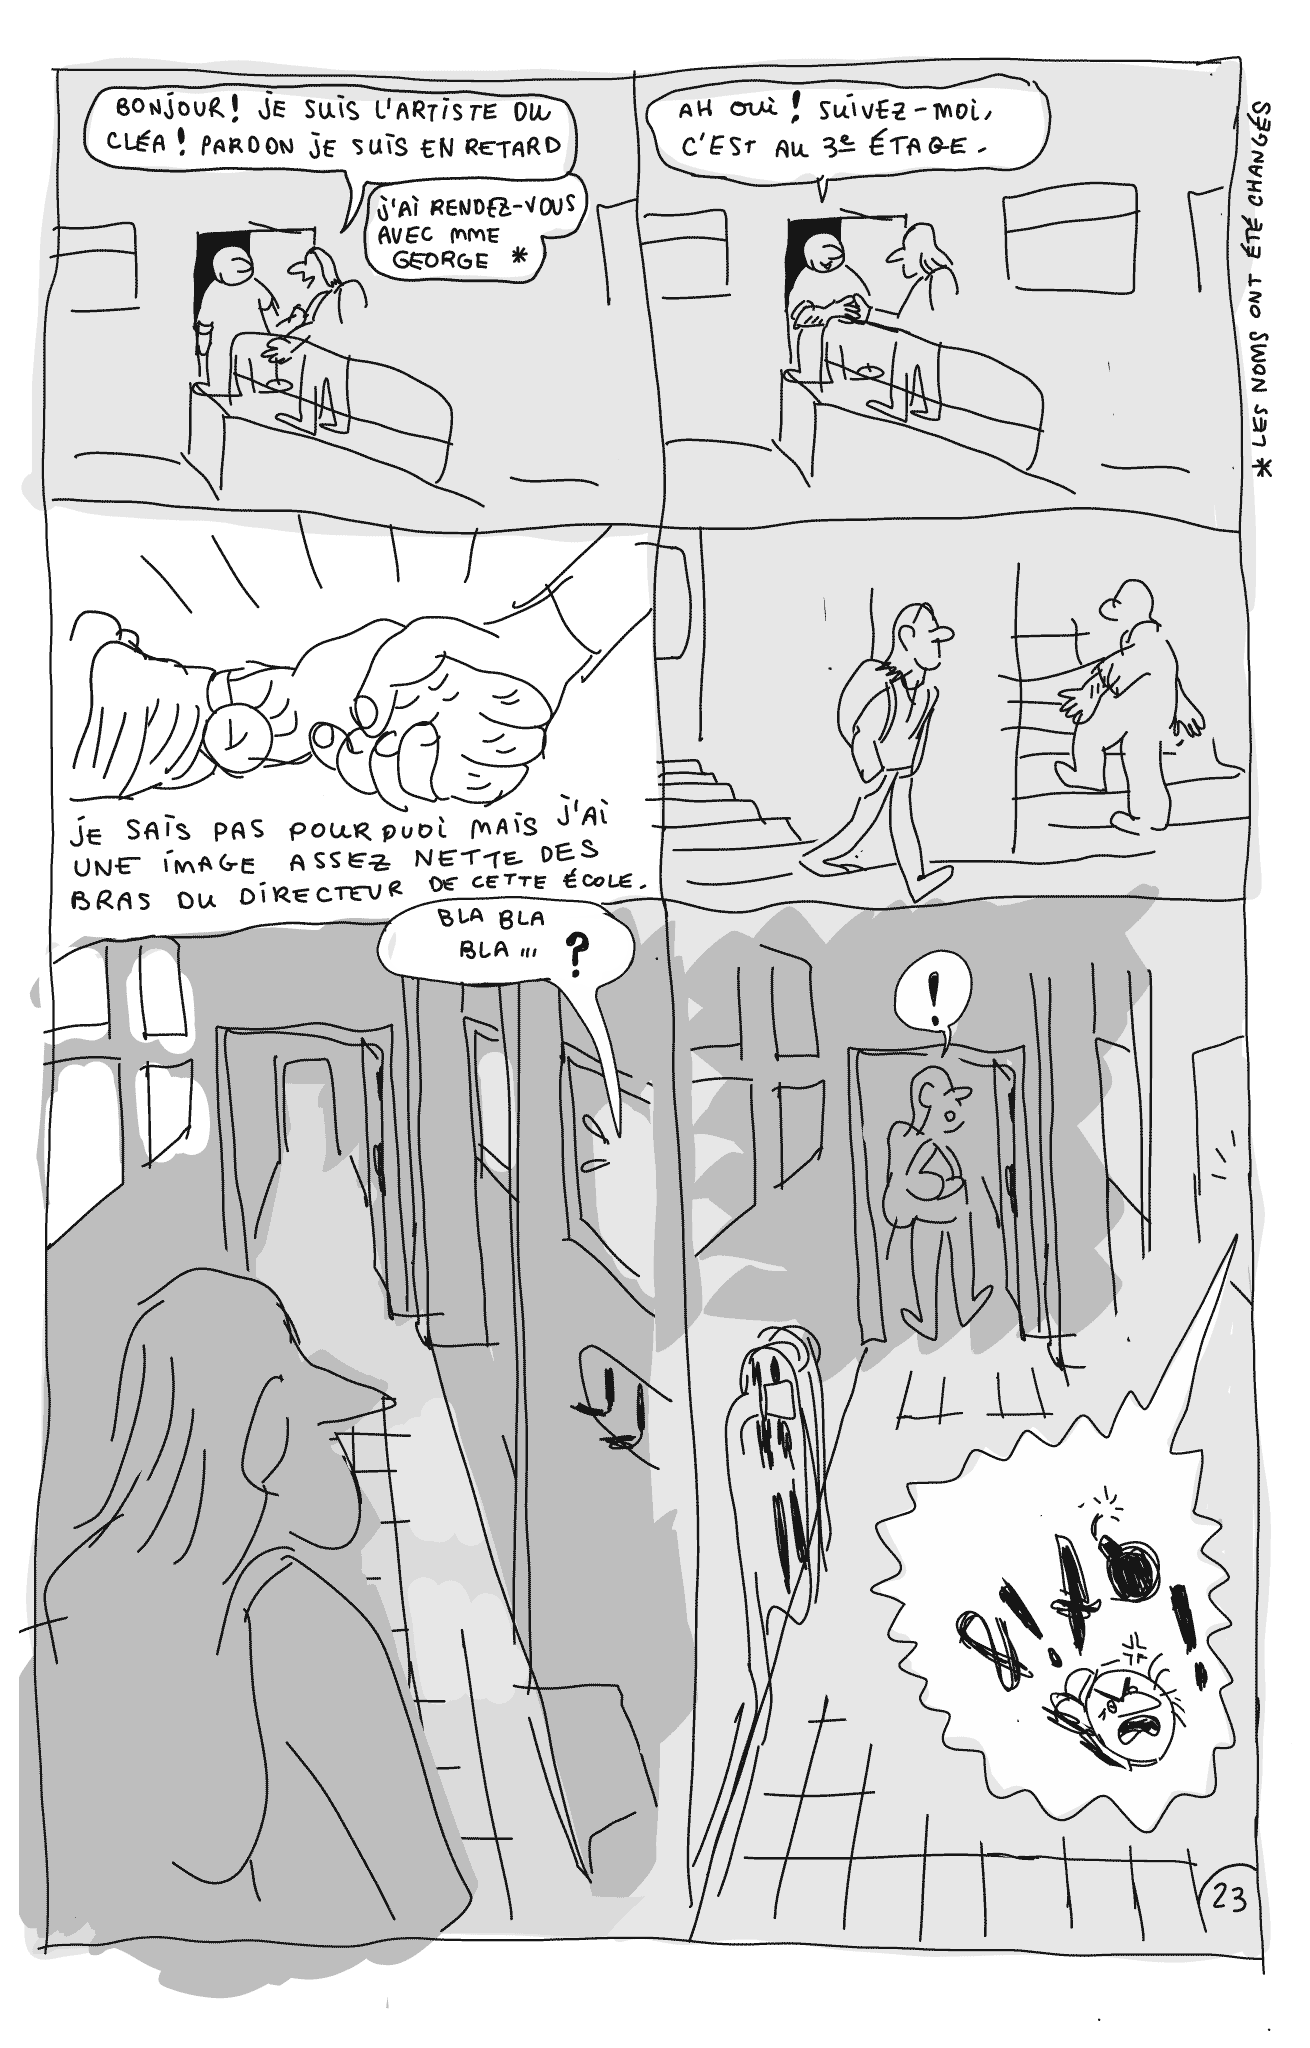 BONJOUR! JE SUIS L'ARTISTE DU
CLÉA! PARDON JE SUIS EN RETARD
J'AI RENDEZ-VOUS
AVEC MME
GEORGE *
AH OUI! SUIVEZ-MOI,
C'EST AU 3e ÉTAGE.
* LES NOMS ONT ÉTÉ CHANGÉS
JE SAIS PAS POURQUOI MAIS J'AI
UNE IMAGE ASSEZ NETTE DES
BRAS DU DIRECTEUR DE CETTE ÉCOLE.
BLA BLA
BLA ... ?
!
&!
!
23